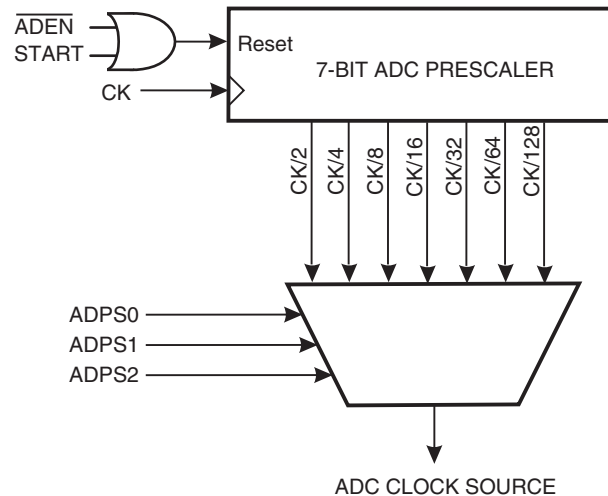 ADEN
START
Reset
7-BIT ADC PRESCALER
CK
CK/2
CK/4
CK/8
CK/16
CK/32
CK/64
CK/128
ADPS0
ADPS1
ADPS2
ADC CLOCK SOURCE